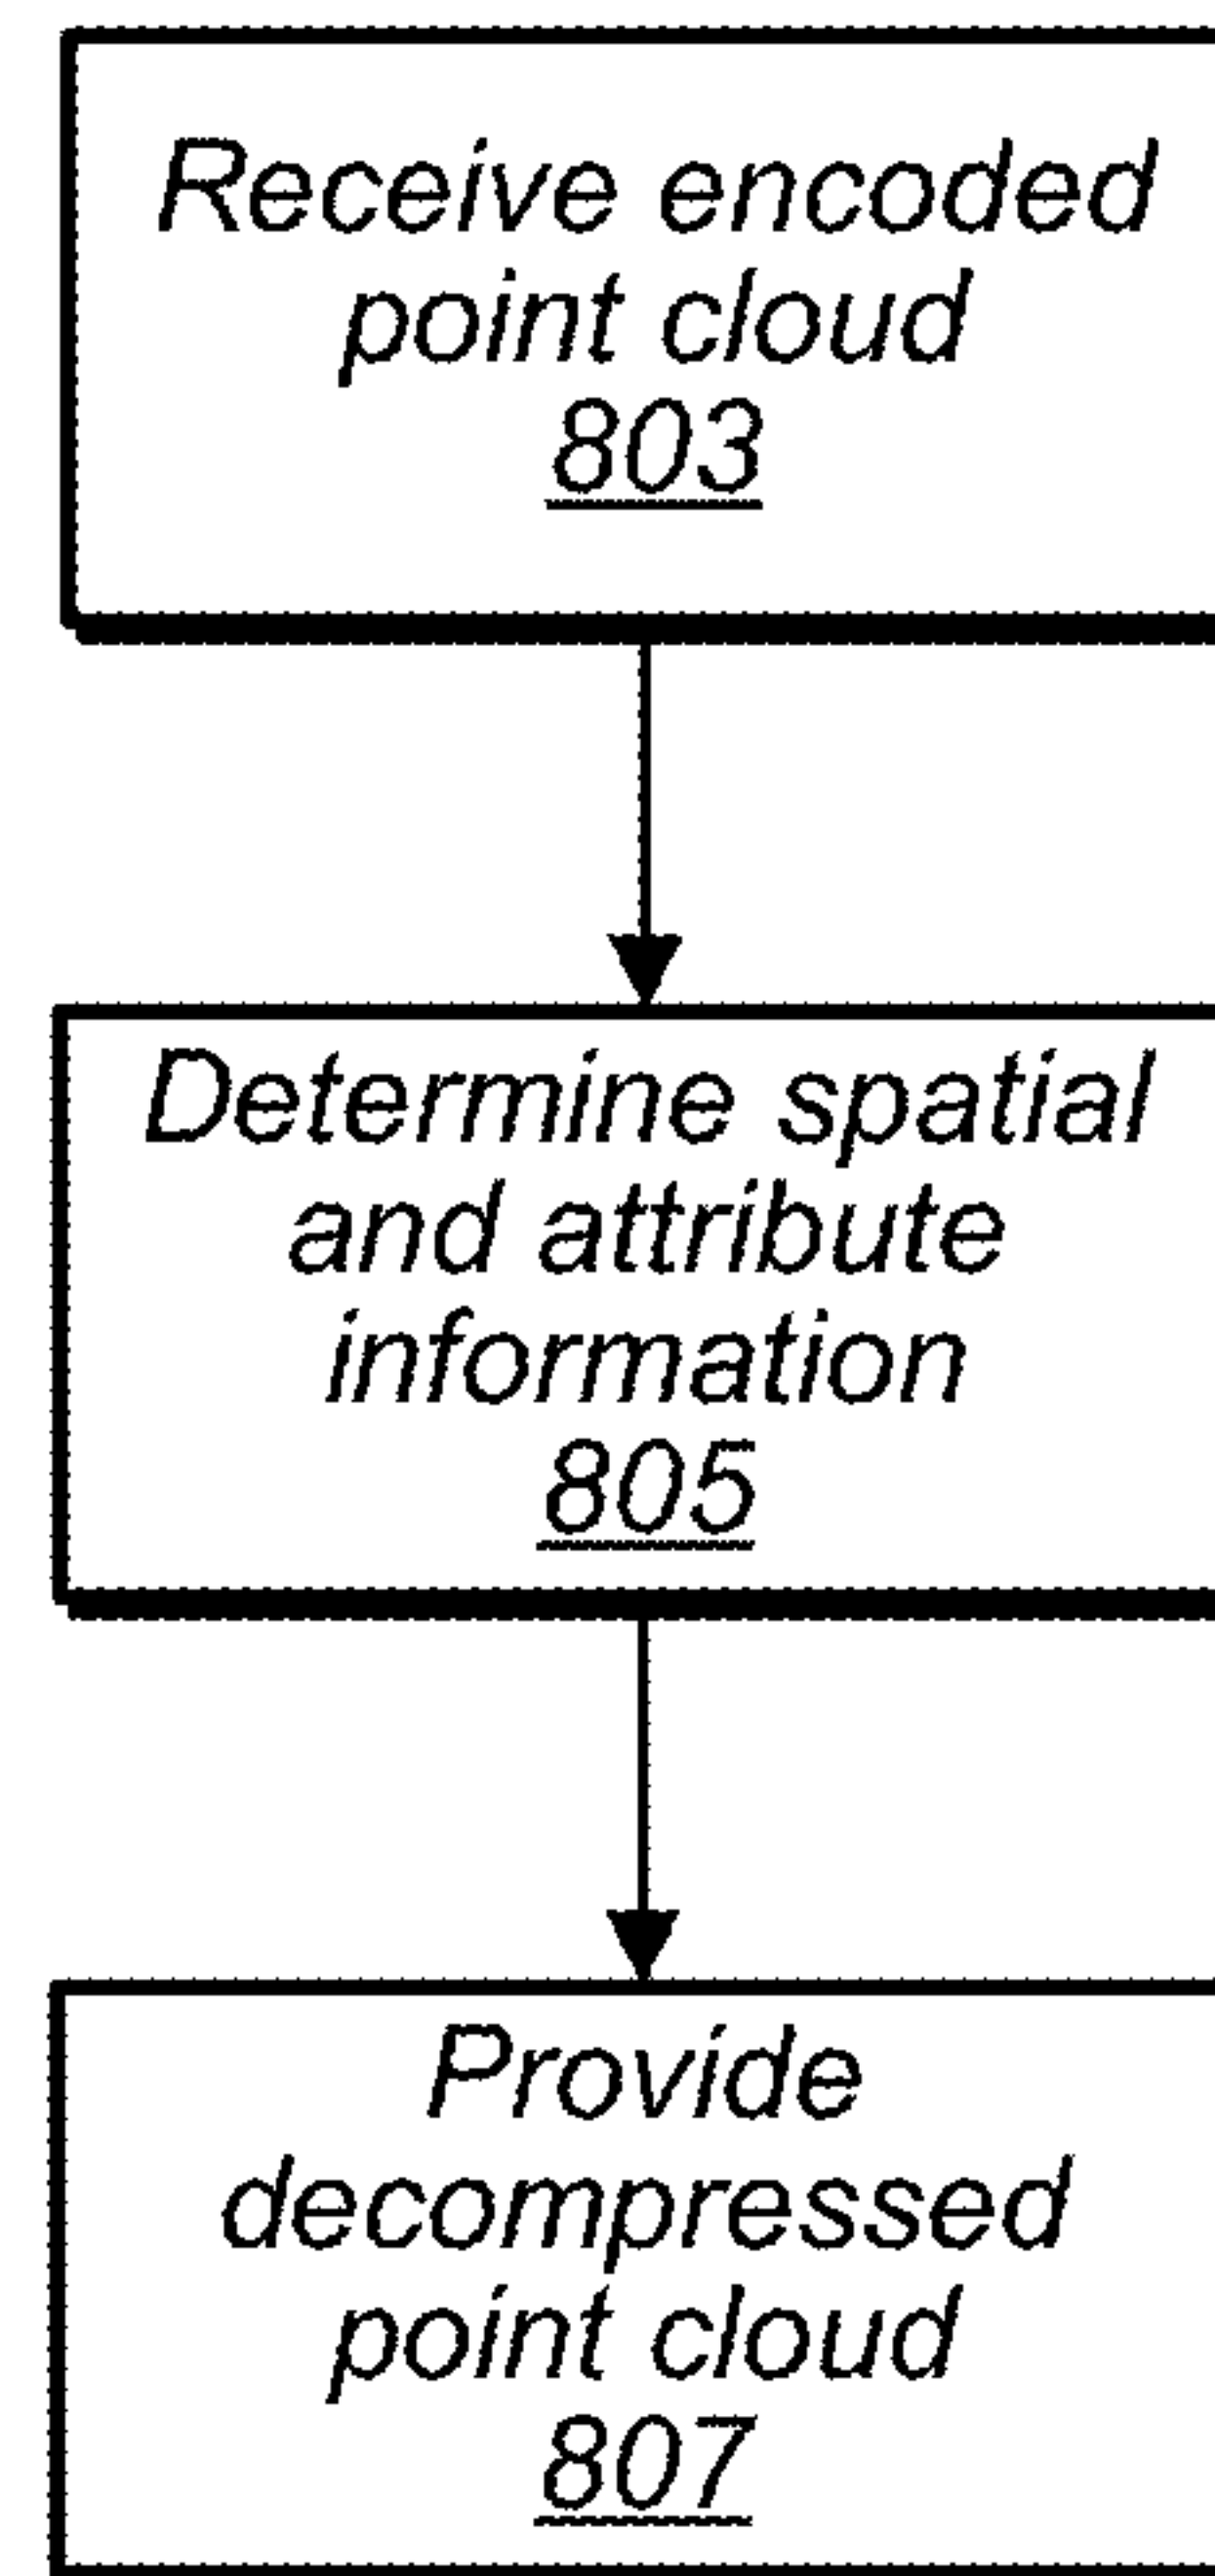 Receive encoded
point cloud
803
Determine spatial
and attribute
information
805
Provide
decompressed
point cloud
807